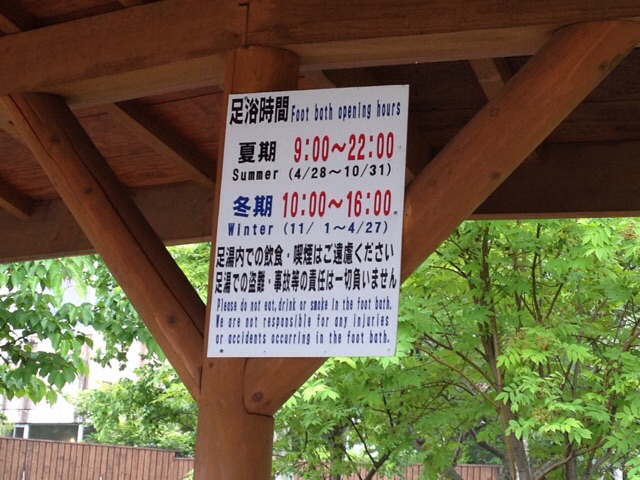 足浴時間 Foot bath opening hours
夏期 9:00～22:00
Summer (4/28～10/31)
冬期 10:00～16:00
Winter (11/ 1～4/27)
足湯内での飲食・喫煙はご遠慮ください
足湯での盗難・事故等の責任は一切負いません
Please do not eat,drink or smoke in the foot bath.
We are not responsible for any injuries
or accidents occurring in the foot bath.